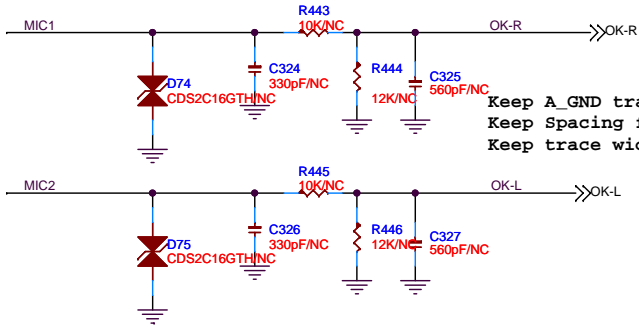 R443
MIC1
10K/NC
OK-R
OK-R
D74
CDS2C16GTH/NC
C324
330pF/NC
R444
12K/NC
C325
560pF/NC
Keep A_GND tra
Keep Spacing f
Keep trace wid
R445
MIC2
10K/NC
OK-L
OK-L
D75
CDS2C16GTH/NC
C326
330pF/NC
R446
12K/NC
C327
560pF/NC